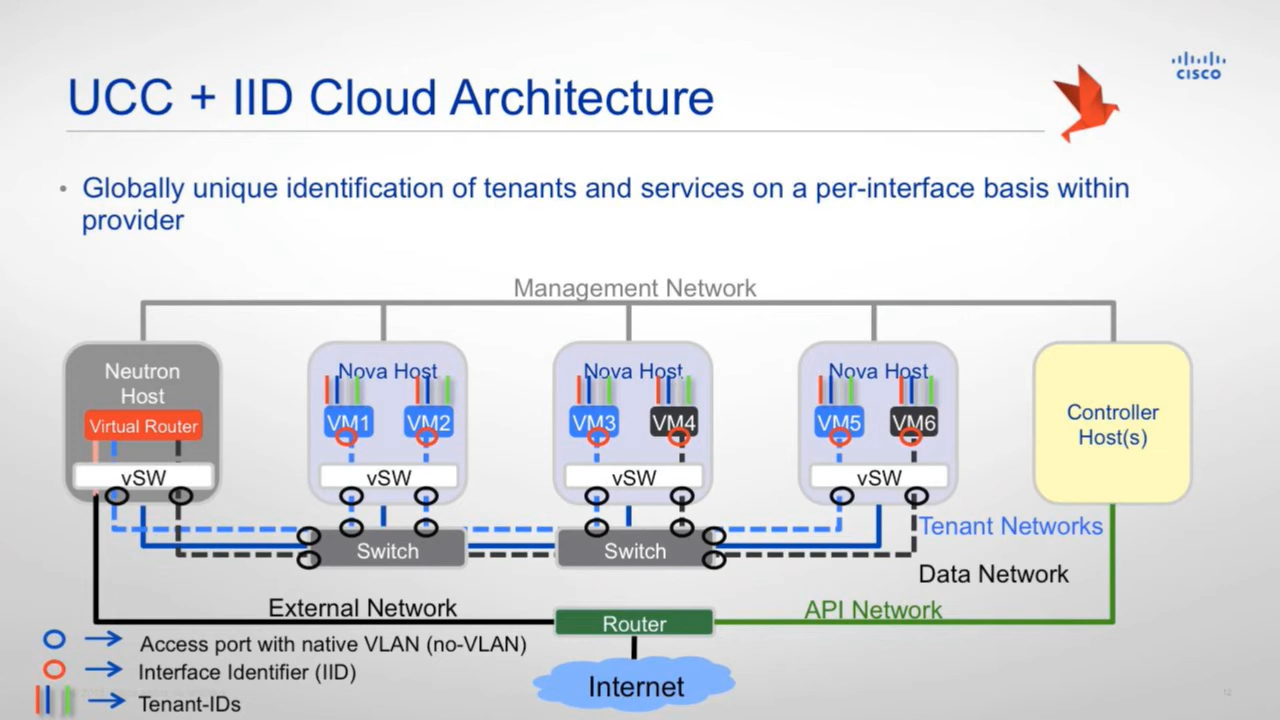 CISCO
UCC + IID Cloud Architecture
• Globally unique identification of tenants and services on a per-interface basis within
provider
Management Network
Neutron
Host
Virtual Router
vSW
Nova Host
VM1
VM2
vSW
Nova Host
VM3
VM4
vSW
Nova Host
VM5
VM6
vSW
Controller
Host(s)
Switch
Switch
Tenant Networks
Data Network
External Network
API Network
Router
Internet
Access port with native VLAN (no-VLAN)
Interface Identifier (IID)
Tenant-IDs
12